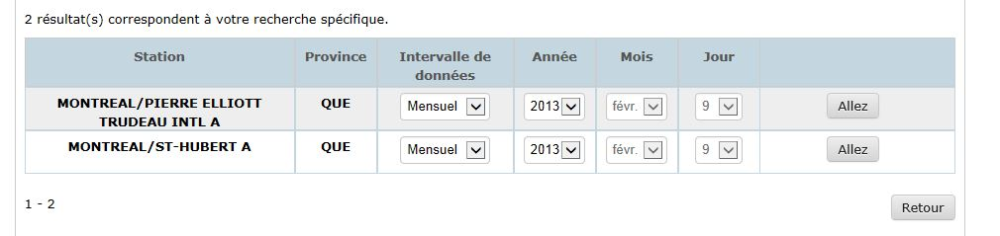 2 résultat(s) correspondent à votre recherche spécifique.
Station Province Intervalle de données Année Mois Jour
MONTREAL/PIERRE ELLIOTT TRUDEAU INTL A QUE Mensuel 2013 févr. 9 Allez
MONTREAL/ST-HUBERT A QUE Mensuel 2013 févr. 9 Allez
1 - 2
Retour